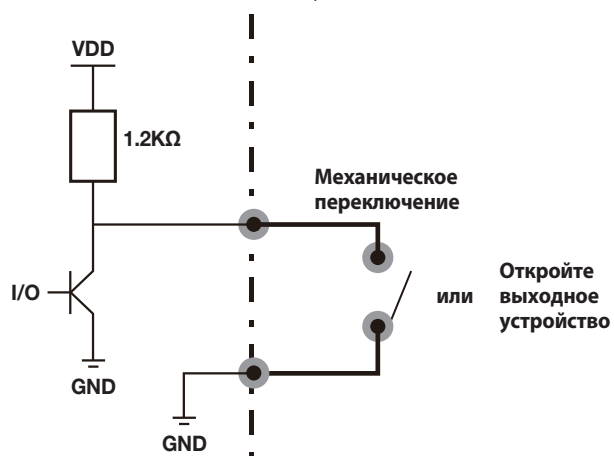 VDD
1.2KΩ
Механическое
переключение
I/O
или
Откройте
выходное
устройство
GND
GND